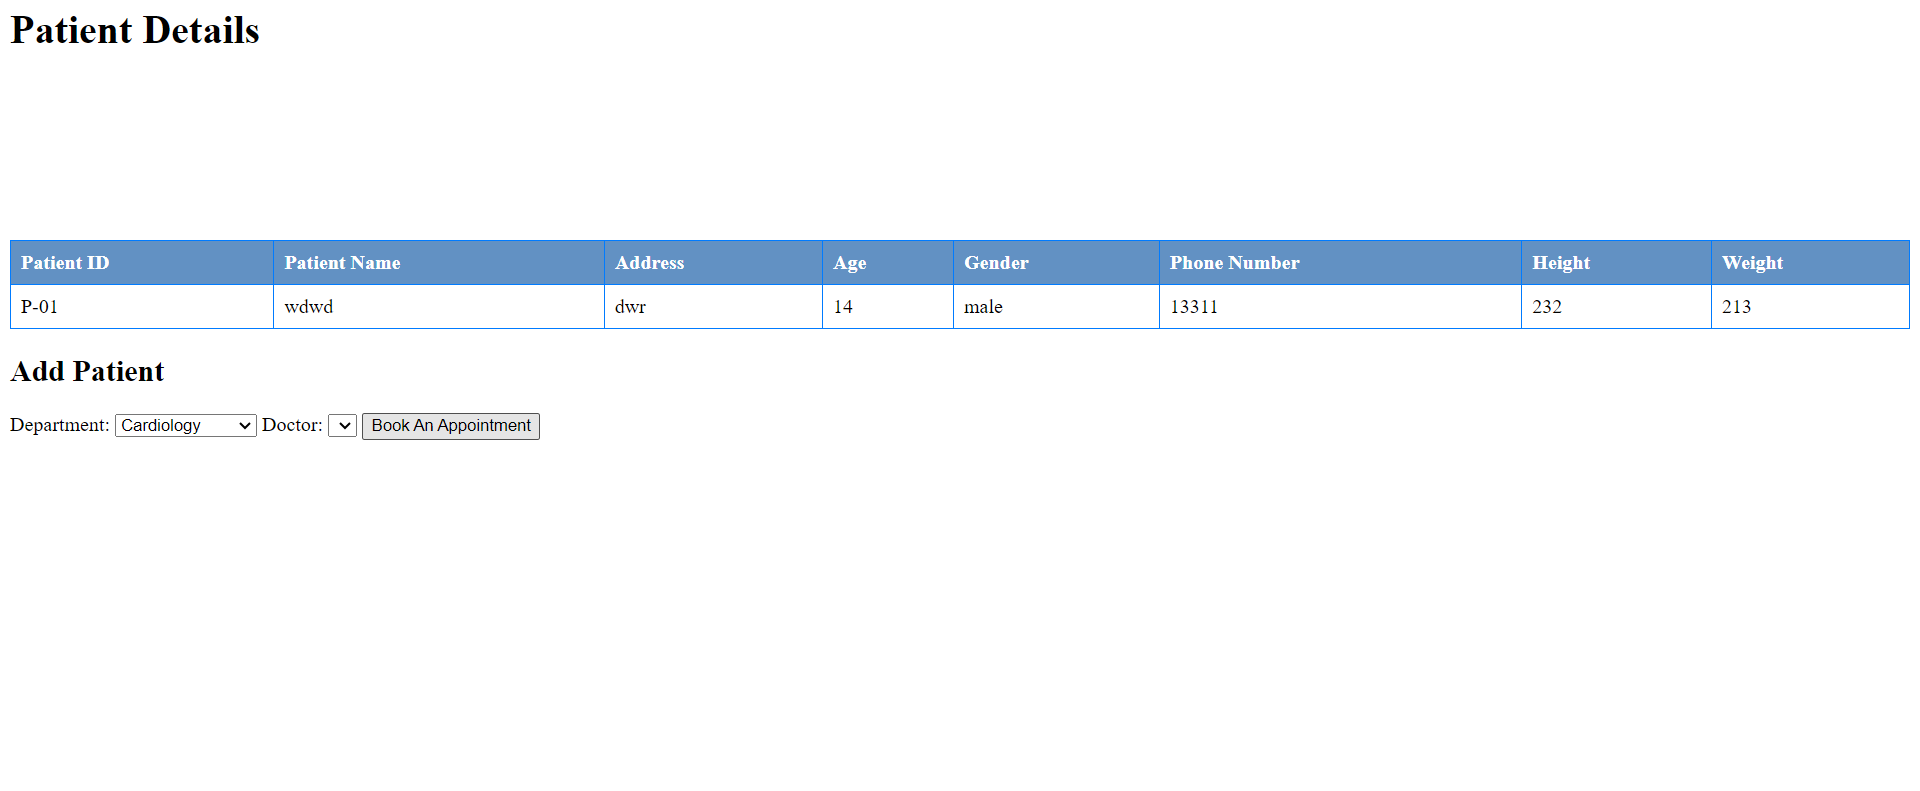 Patient Details
Patient ID Patient Name Address Age Gender Phone Number Height Weight
P-01 wdwd dwr 14 male 13311 232 213
Add Patient
Department: Cardiology Doctor: Book An Appointment